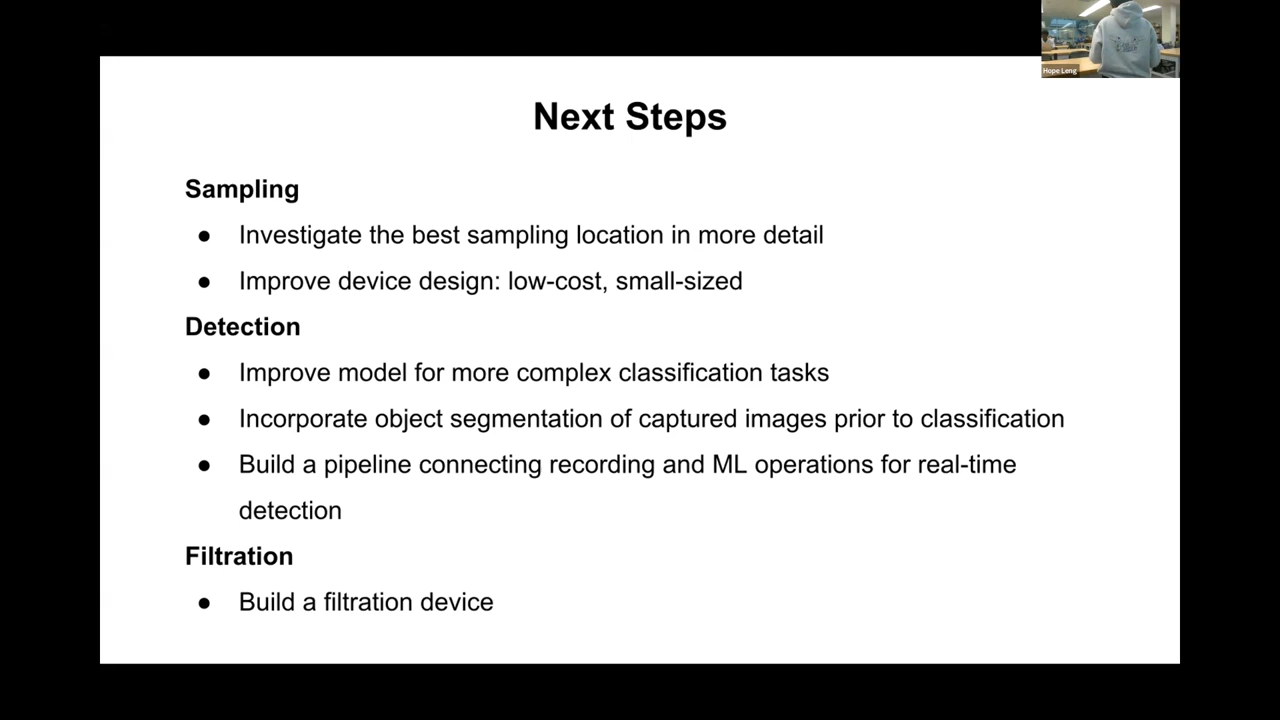 Hope Leng
Next Steps
Sampling
● Investigate the best sampling location in more detail
● Improve device design: low-cost, small-sized
Detection
● Improve model for more complex classification tasks
● Incorporate object segmentation of captured images prior to classification
● Build a pipeline connecting recording and ML operations for real-time
detection
Filtration
● Build a filtration device